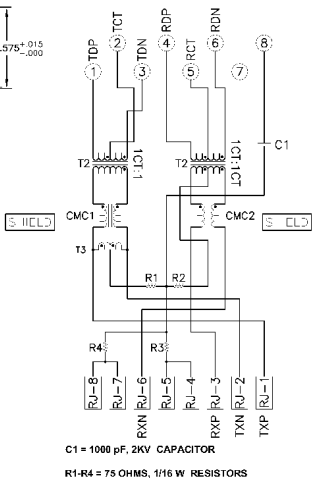 .575 +.015 -.000
TDP TCT TDN RDP RCT RDN
1 2 3 4 5 6 7 8
C1
T2 1CT:1 T2 1CT:1CT
SHIELD CMC1 CMC2 SHIELD
T3
R1 R2
R4 R3
RJ-8 RJ-7 RJ-6 RJ-5 RJ-4 RJ-3 RJ-2 RJ-1
RXN RXP TXN TXP
C1 = 1000 pF, 2KV CAPACITOR
R1-R4 = 75 OHMS, 1/16 W RESISTORS